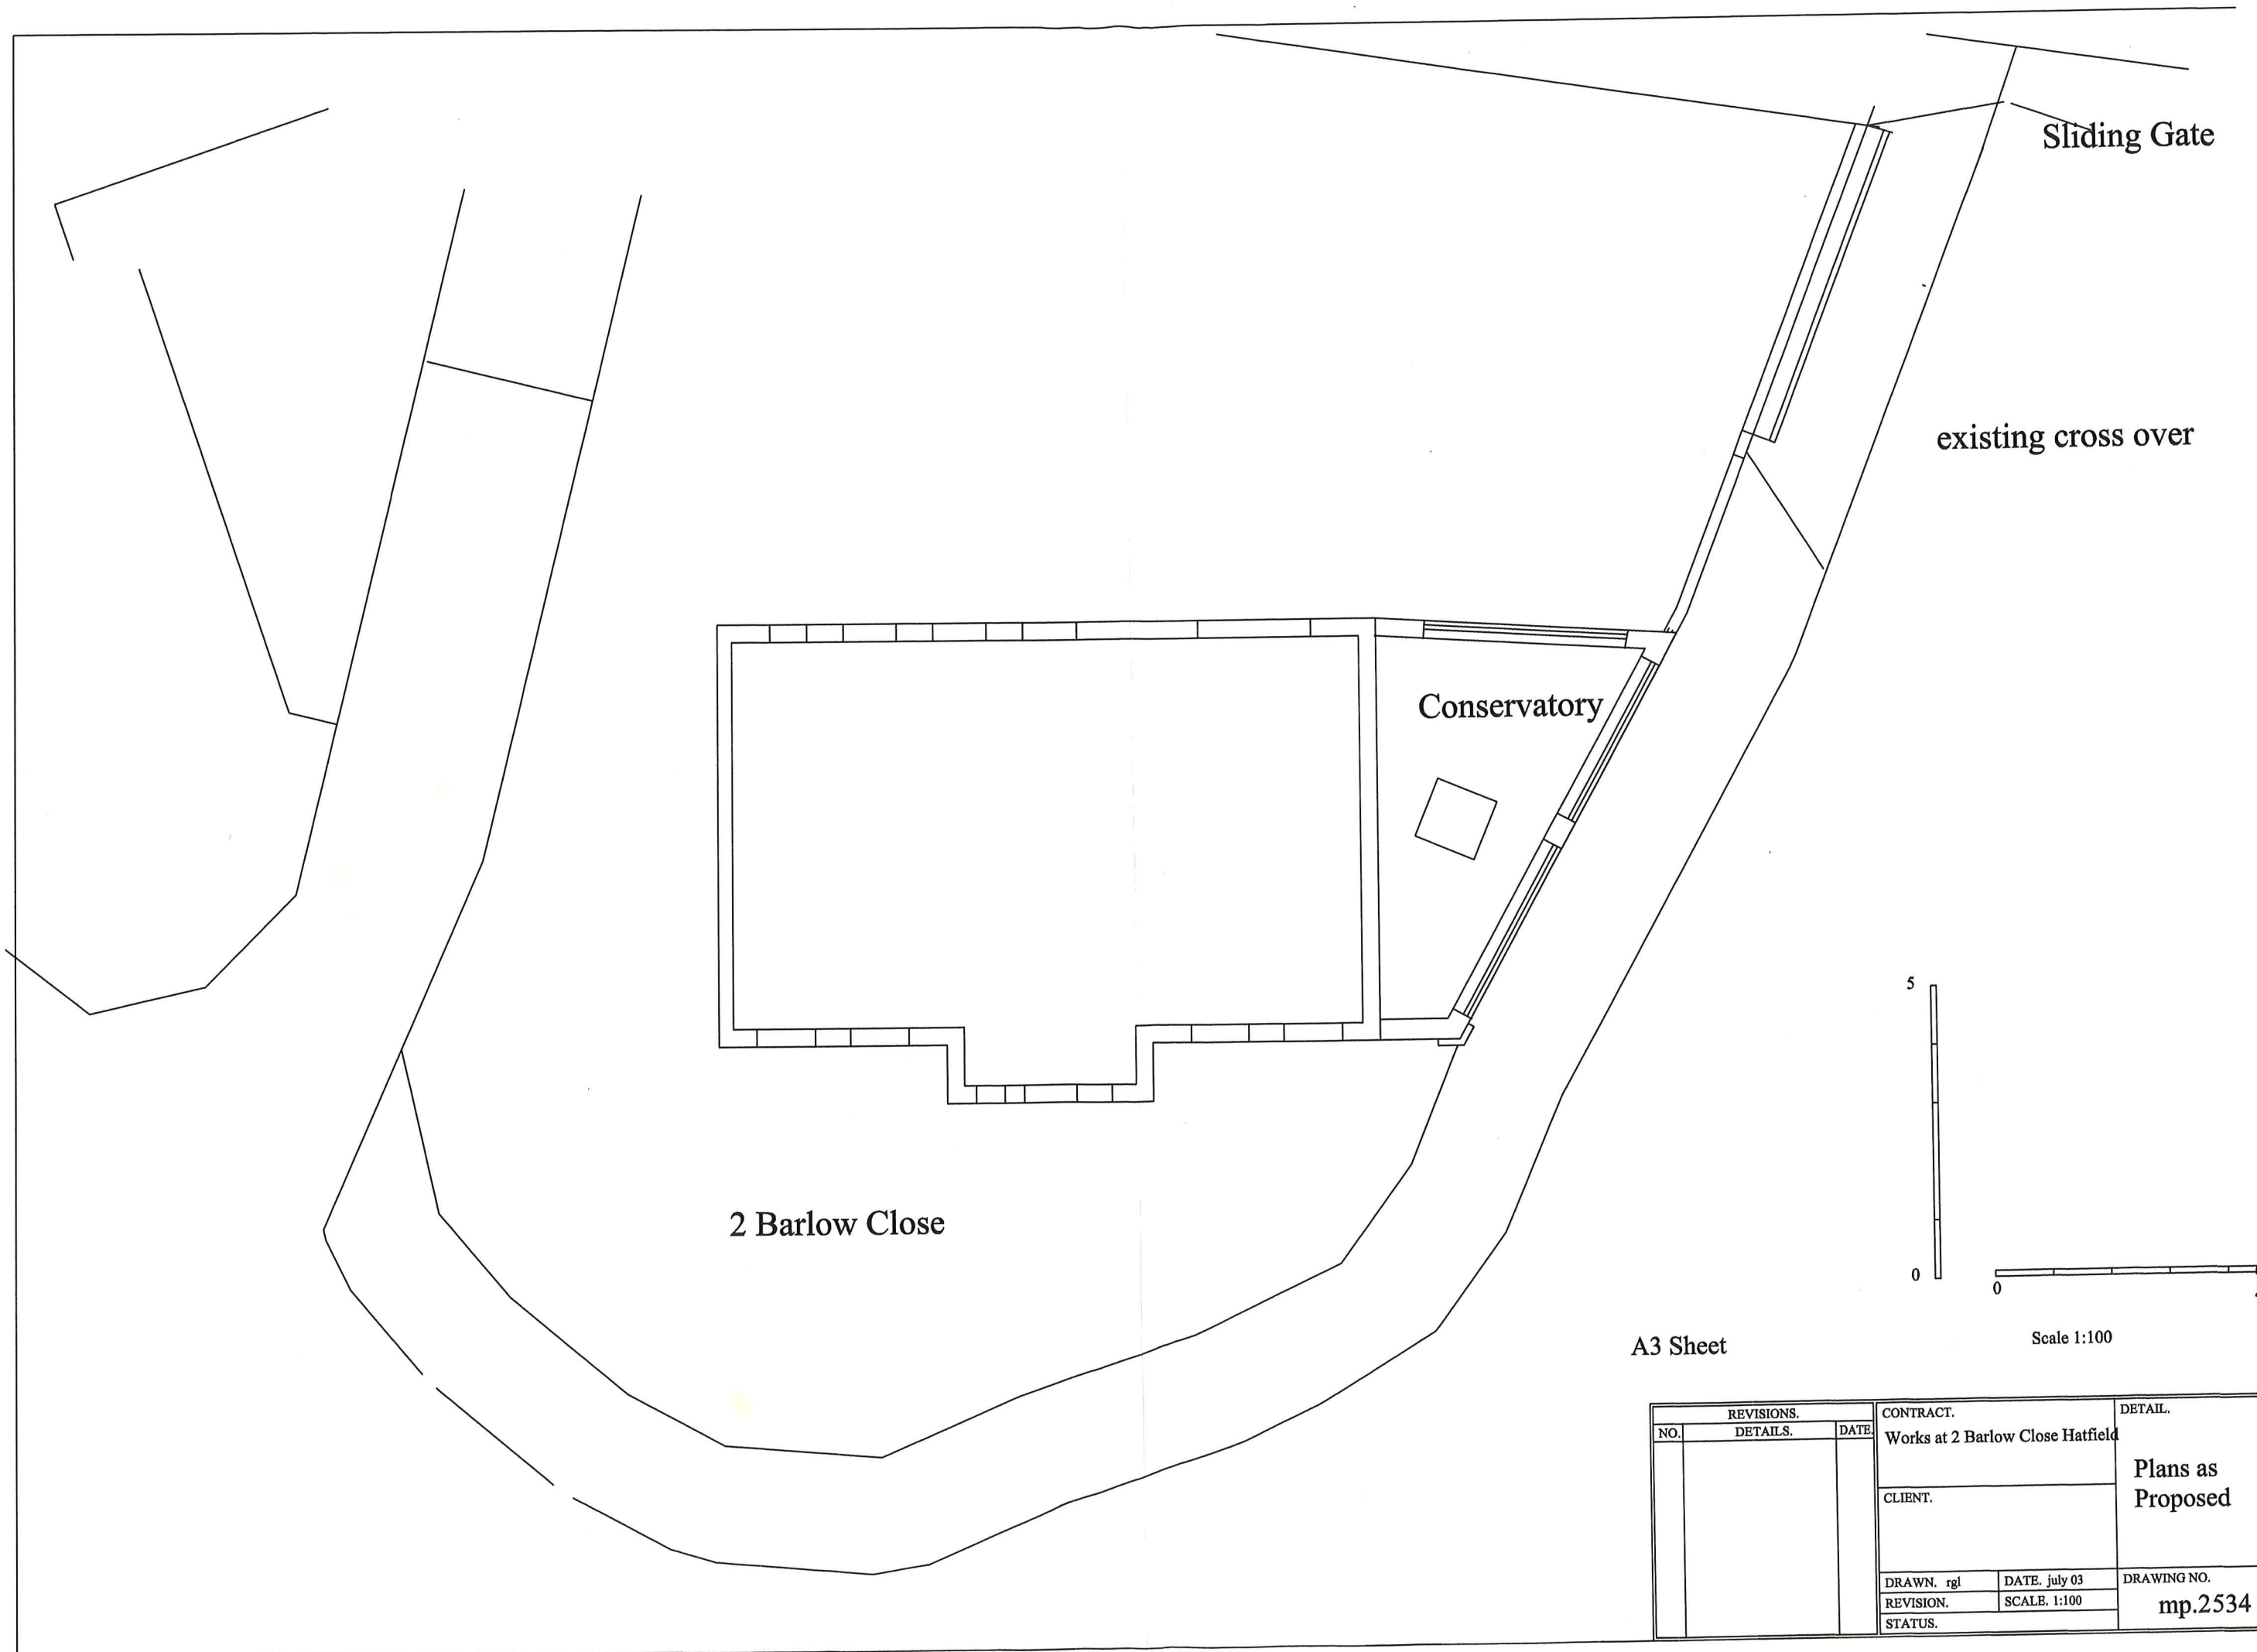 Sliding Gate
existing cross over
Conservatory
2 Barlow Close
5
0
0
Scale 1:100
A3 Sheet
REVISIONS.
NO. DETAILS. DATE.
CONTRACT.
Works at 2 Barlow Close Hatfield
CLIENT.
DETAIL.
Plans as
Proposed
DRAWN. rgl DATE. july 03
REVISION. SCALE. 1:100
STATUS.
DRAWING NO.
mp.2534